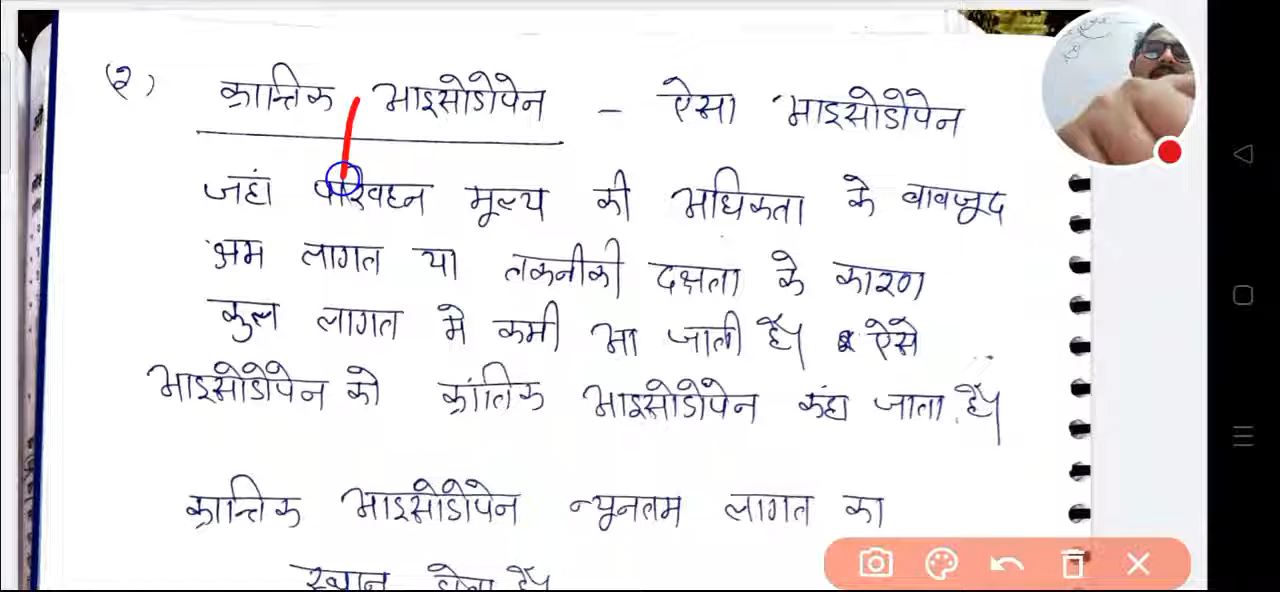 (२) क्रान्तिक आइसोडोपेन – ऐसा आइसोडोपेन
जहां परिवहन मूल्य की अधिकता के बावजूद
श्रम लागत या तकनीकी दक्षता के कारण
कुल लागत मे कमी आ जाती है। ऐसे
आइसोडोपेन को क्रांतिक आइसोडोपेन कहा जाता है।
क्रान्तिक आइसोडोपेन न्यूनतम लागत का
स्थान होता है।